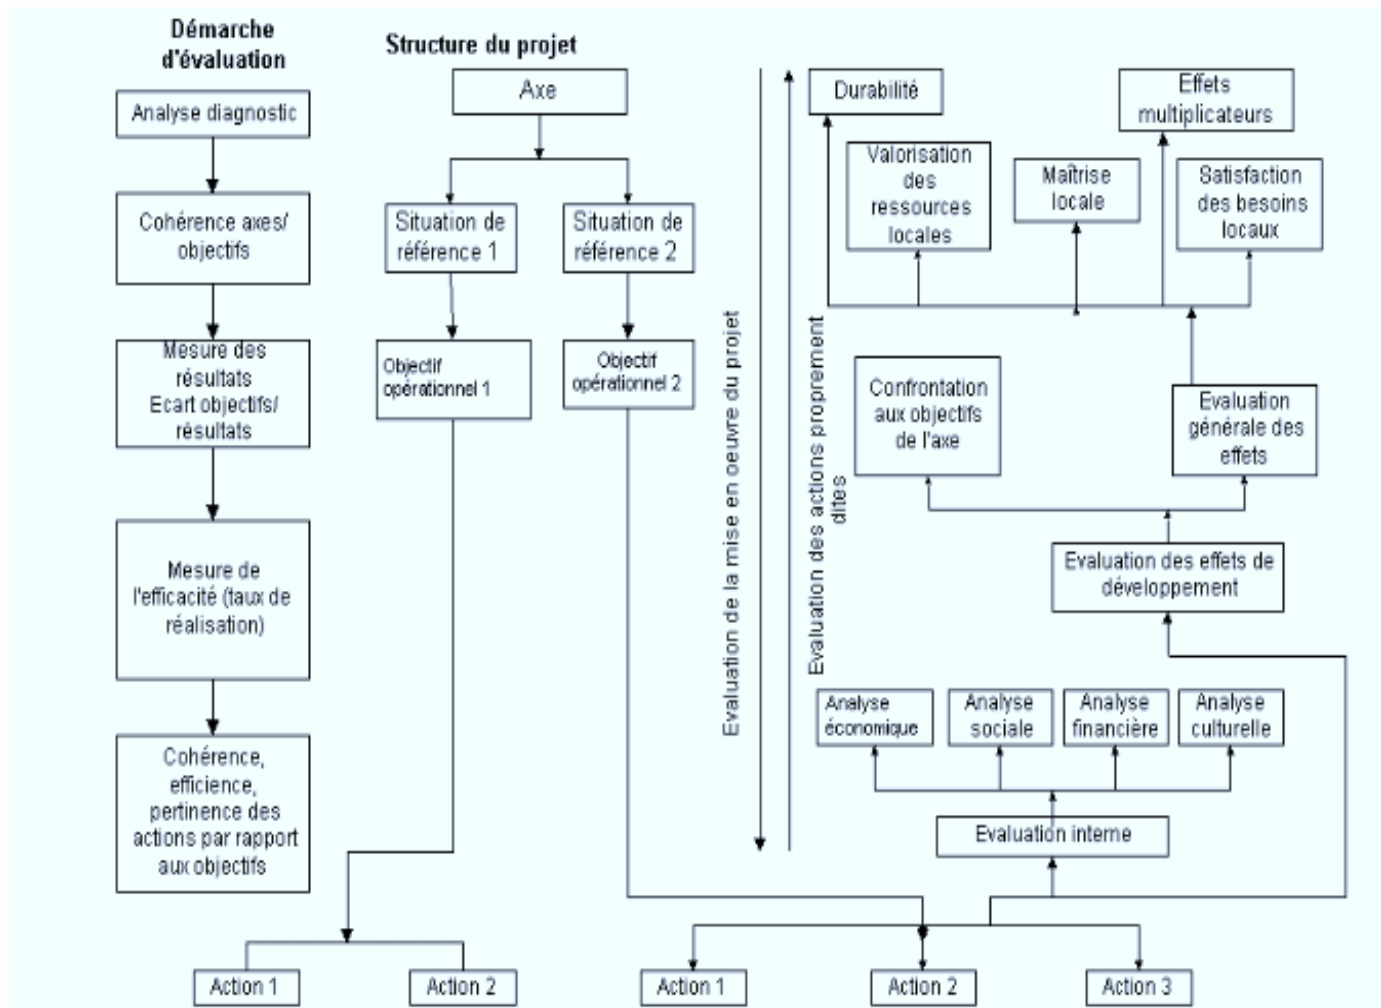 Démarche
d'évaluation
Analyse diagnostic
Cohérence axes/
objectifs
Mesure des
résultats
Ecart objectifs/
résultats
Mesure de
l'efficacité (taux de
réalisation)
Cohérence,
efficience,
pertinence des
actions par rapport
aux objectifs
Structure du projet
Axe
Situation de
référence 1
Situation de
référence 2
Objectif
opérationnel 1
Objectif
opérationnel 2
Action 1
Action 2
Evaluation de la mise en oeuvre du projet
Evaluation des actions proprement
dites
Durabilité
Effets
multiplicateurs
Valorisation
des
ressources
locales
Maîtrise
locale
Satisfaction
des besoins
locaux
Confrontation
aux objectifs
de l'axe
Evaluation
générale des
effets
Evaluation des effets de
développement
Analyse
économique
Analyse
sociale
Analyse
financière
Analyse
culturelle
Evaluation interne
Action 1
Action 2
Action 3